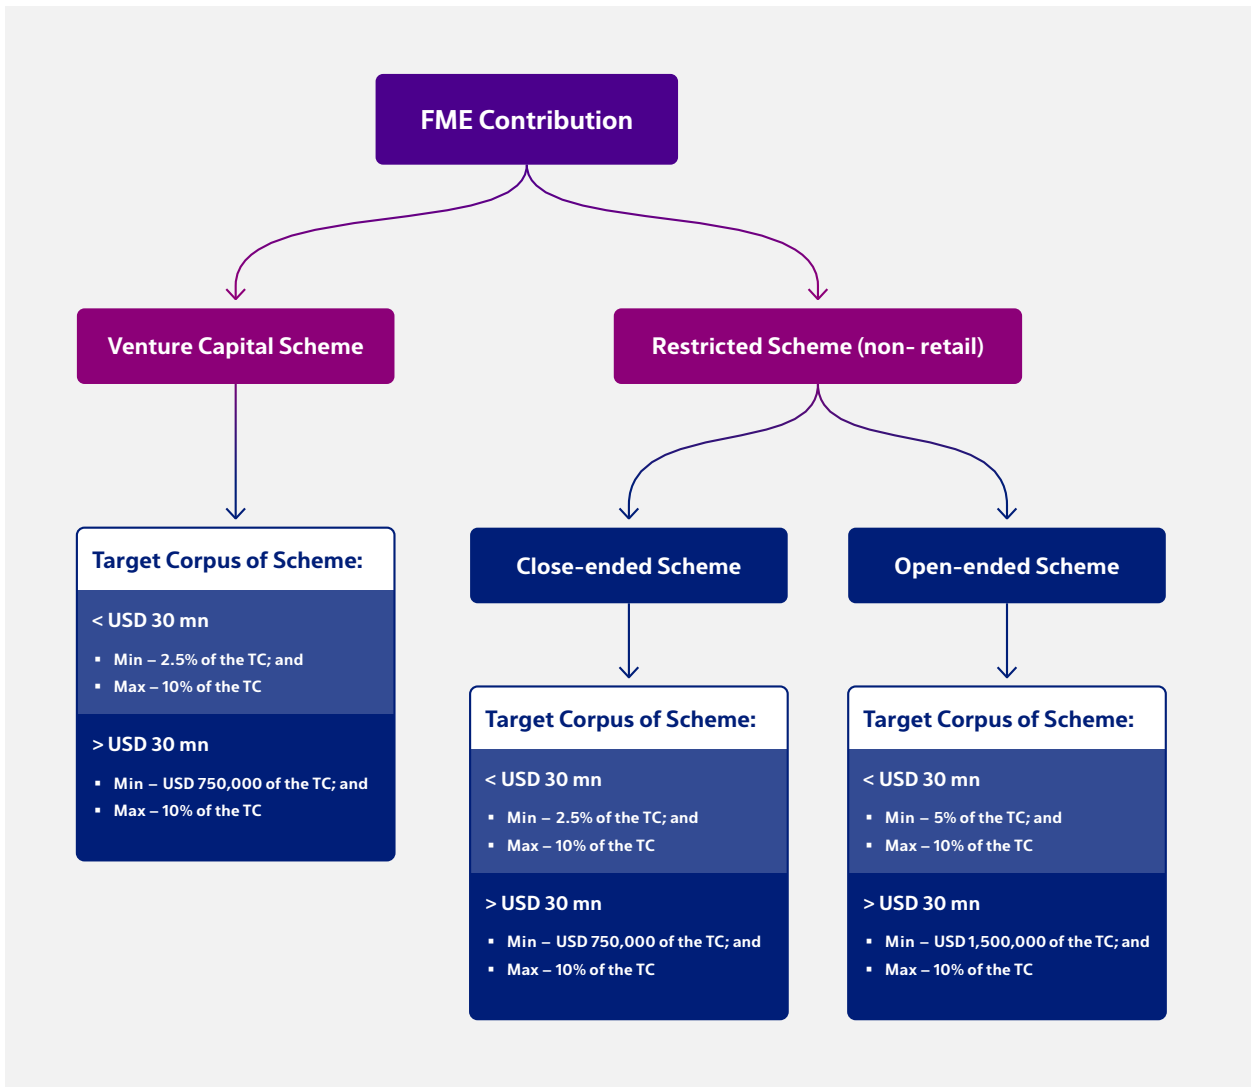 FME Contribution
Venture Capital Scheme
Restricted Scheme (non- retail)
Target Corpus of Scheme:
< USD 30 mn
▪ Min – 2.5% of the TC; and
▪ Max – 10% of the TC
> USD 30 mn
▪ Min – USD 750,000 of the TC; and
▪ Max – 10% of the TC
Close-ended Scheme
Target Corpus of Scheme:
< USD 30 mn
▪ Min – 2.5% of the TC; and
▪ Max – 10% of the TC
> USD 30 mn
▪ Min – USD 750,000 of the TC; and
▪ Max – 10% of the TC
Open-ended Scheme
Target Corpus of Scheme:
< USD 30 mn
▪ Min – 5% of the TC; and
▪ Max – 10% of the TC
> USD 30 mn
▪ Min – USD 1,500,000 of the TC; and
▪ Max – 10% of the TC